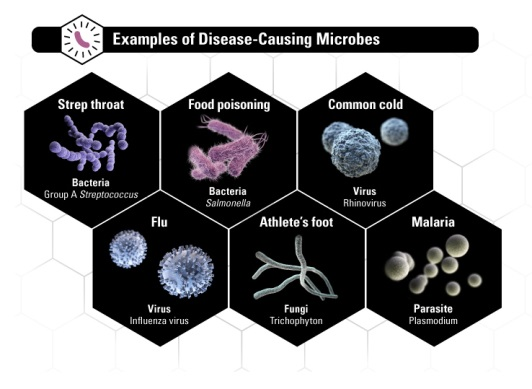 Examples of Disease-Causing Microbes
Strep throat
Bacteria
Group A Streptococcus
Food poisoning
Bacteria
Salmonella
Common cold
Virus
Rhinovirus
Flu
Virus
Influenza virus
Athlete's foot
Fungi
Trichophyton
Malaria
Parasite
Plasmodium